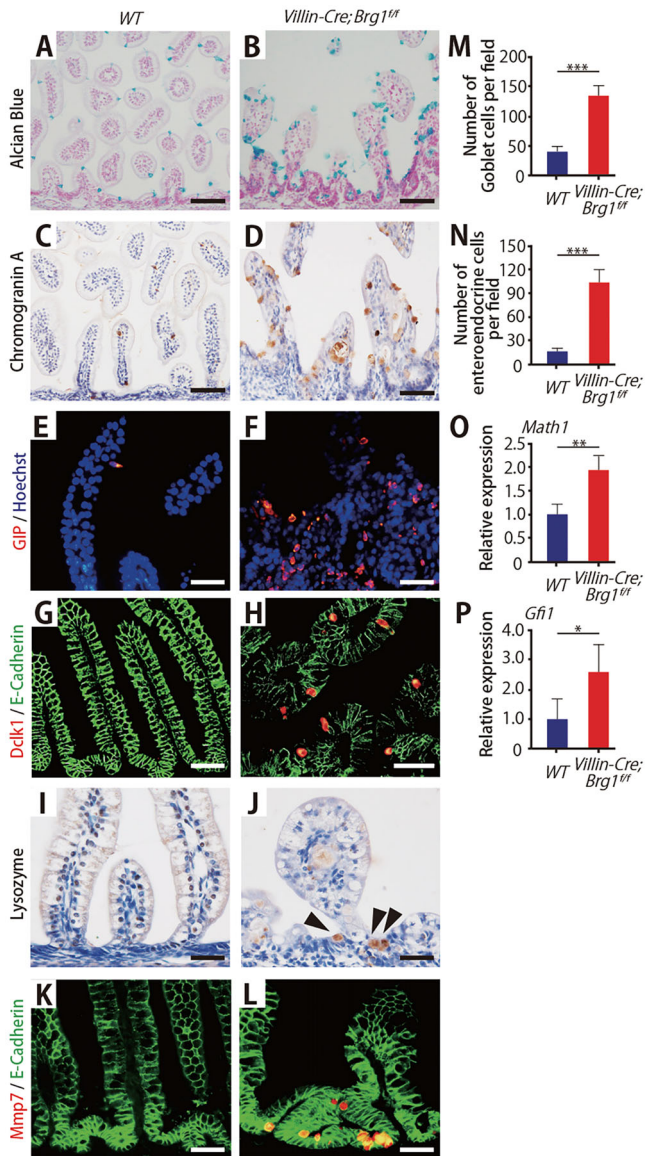 WT
Villin-Cre;Brg1f/f
A
B
Alcian Blue
C
D
Chromogranin A
E
F
GIP / Hoechst
G
H
Dclk1 / E-Cadherin
I
J
Lysozyme
K
L
Mmp7 / E-Cadherin
M
Number of
Goblet cells per field
200
150
100
50
0
***
WT
Villin-Cre;
Brg1f/f
N
Number of
enteroendocrine cells
per field
150
120
90
60
30
0
***
WT
Villin-Cre;
Brg1f/f
O
Math1
Relative expression
2.5
2.0
1.5
1.0
0.5
0
**
WT
Villin-Cre;
Brg1f/f
P
Gfi1
Relative expression
4.0
3.0
2.0
1.0
0
*
WT
Villin-Cre;
Brg1f/f